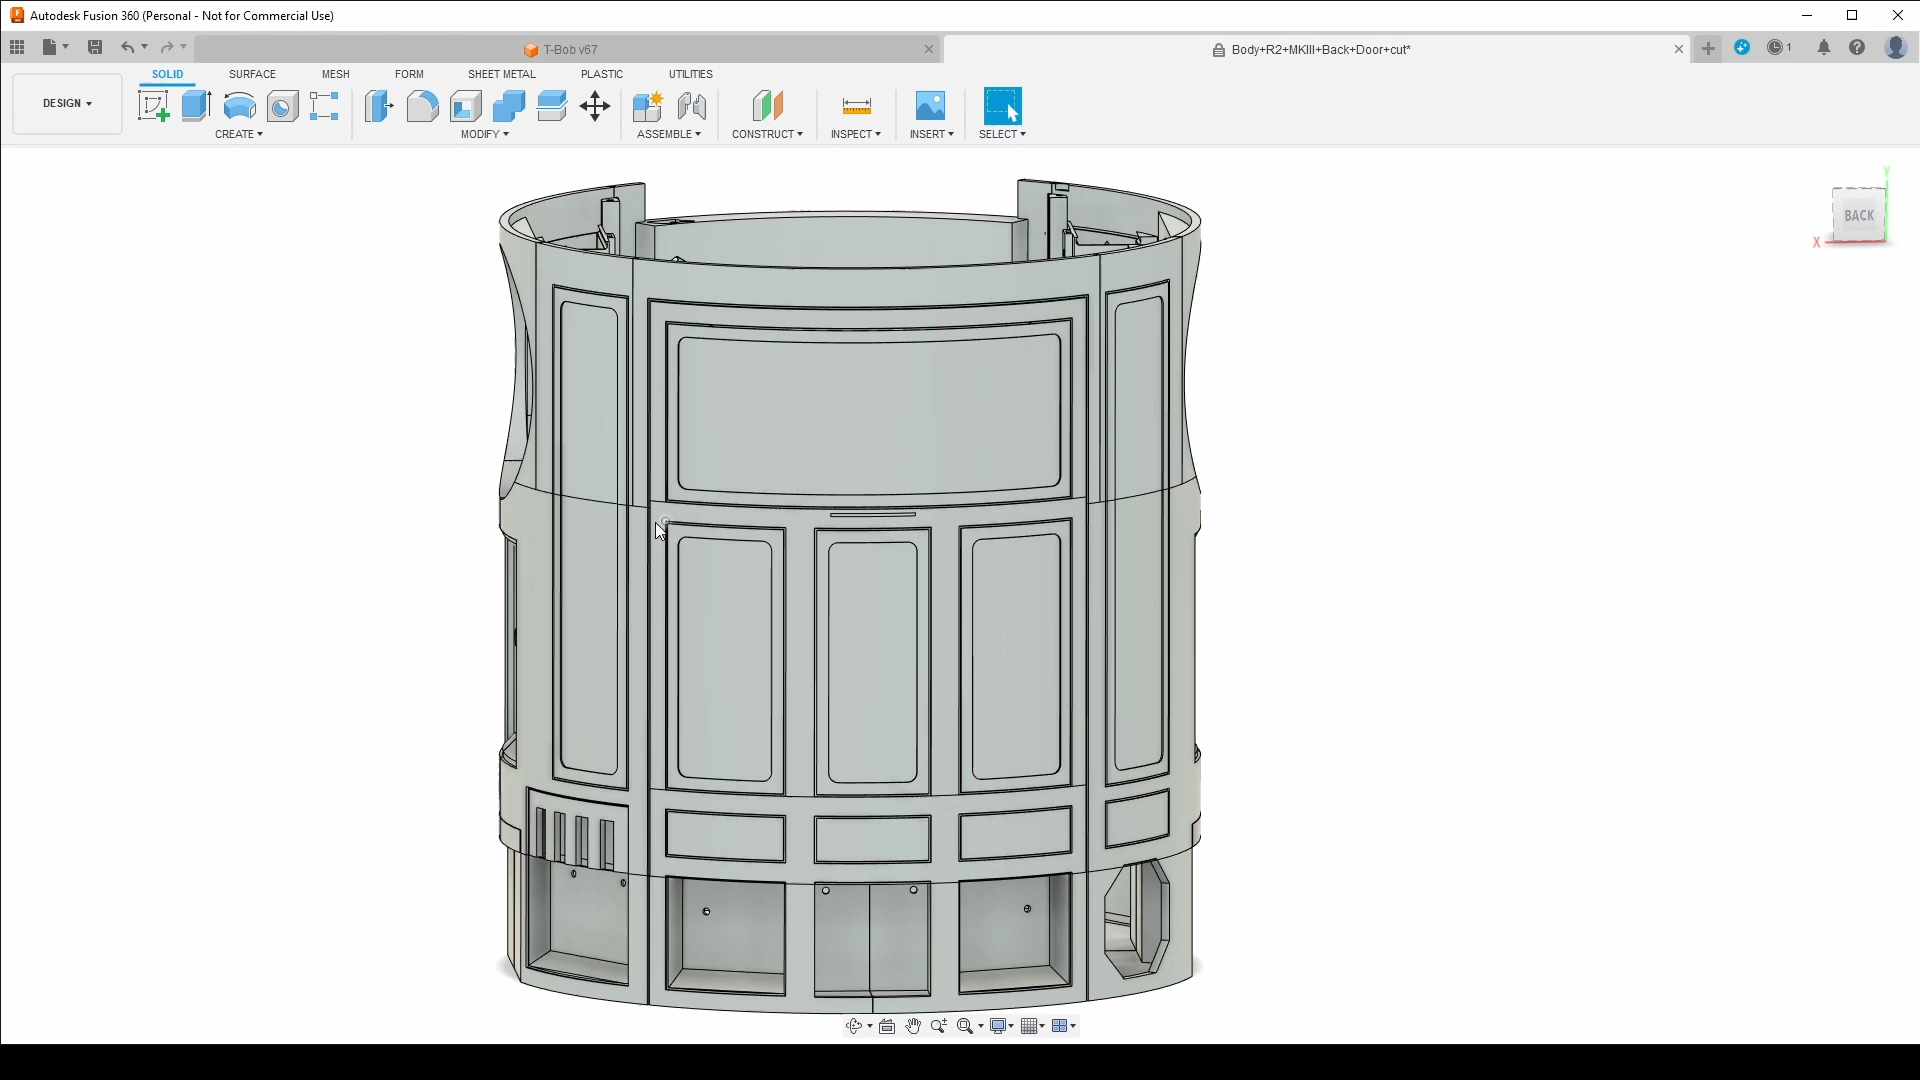 Autodesk Fusion 360 (Personal - Not for Commercial Use)
T-Bob v67
Body+R2+MKIII+Back+Door+cut*
1
SOLID SURFACE MESH FORM SHEET METAL PLASTIC UTILITIES
DESIGN
CREATE MODIFY ASSEMBLE CONSTRUCT INSPECT INSERT SELECT
Y
BACK
X